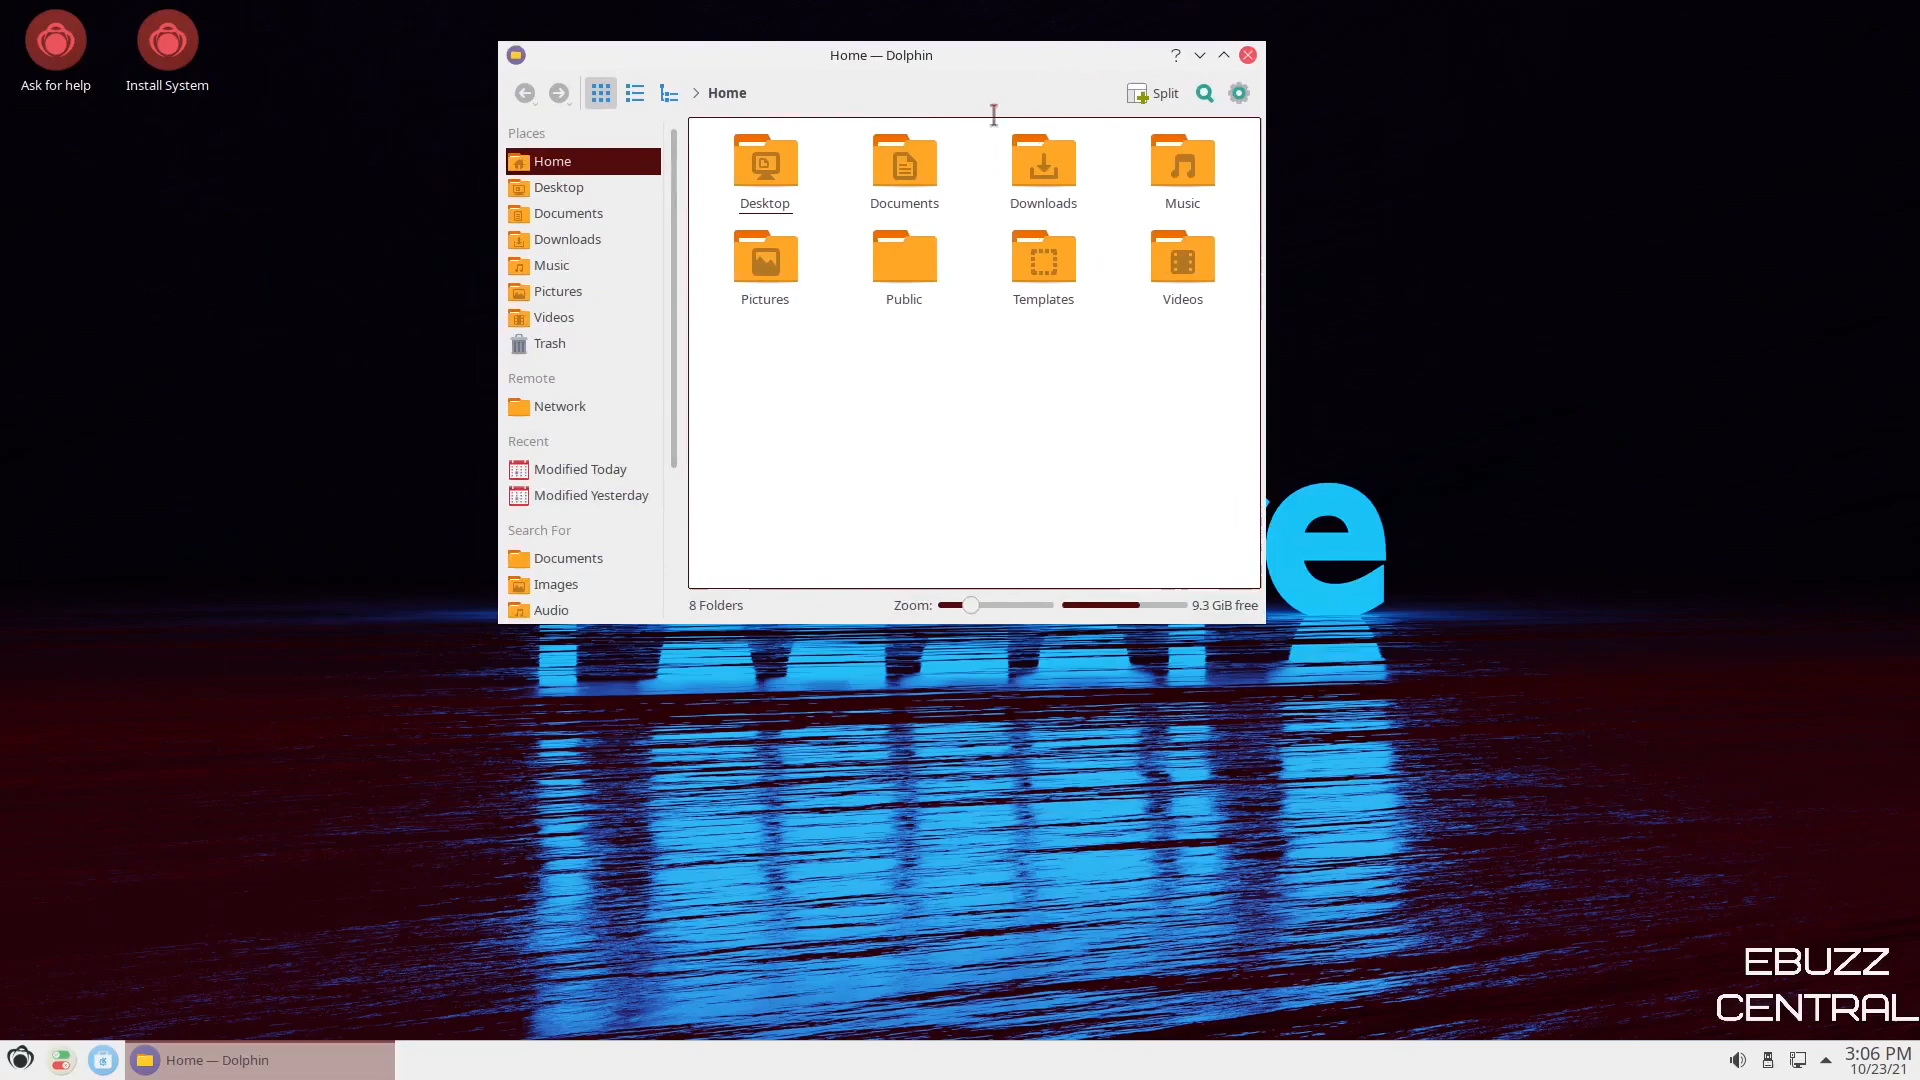 Ask for help
Install System
Home — Dolphin
Home
Split
Places
Home
Desktop
Documents
Downloads
Music
Pictures
Videos
Trash
Remote
Network
Recent
Modified Today
Modified Yesterday
Search For
Documents
Images
Audio
Desktop
Documents
Downloads
Music
Pictures
Public
Templates
Videos
8 Folders
Zoom:
9.3 GiB free
e
EBUZZ
CENTRAL
Home — Dolphin
3:06 PM
10/23/21